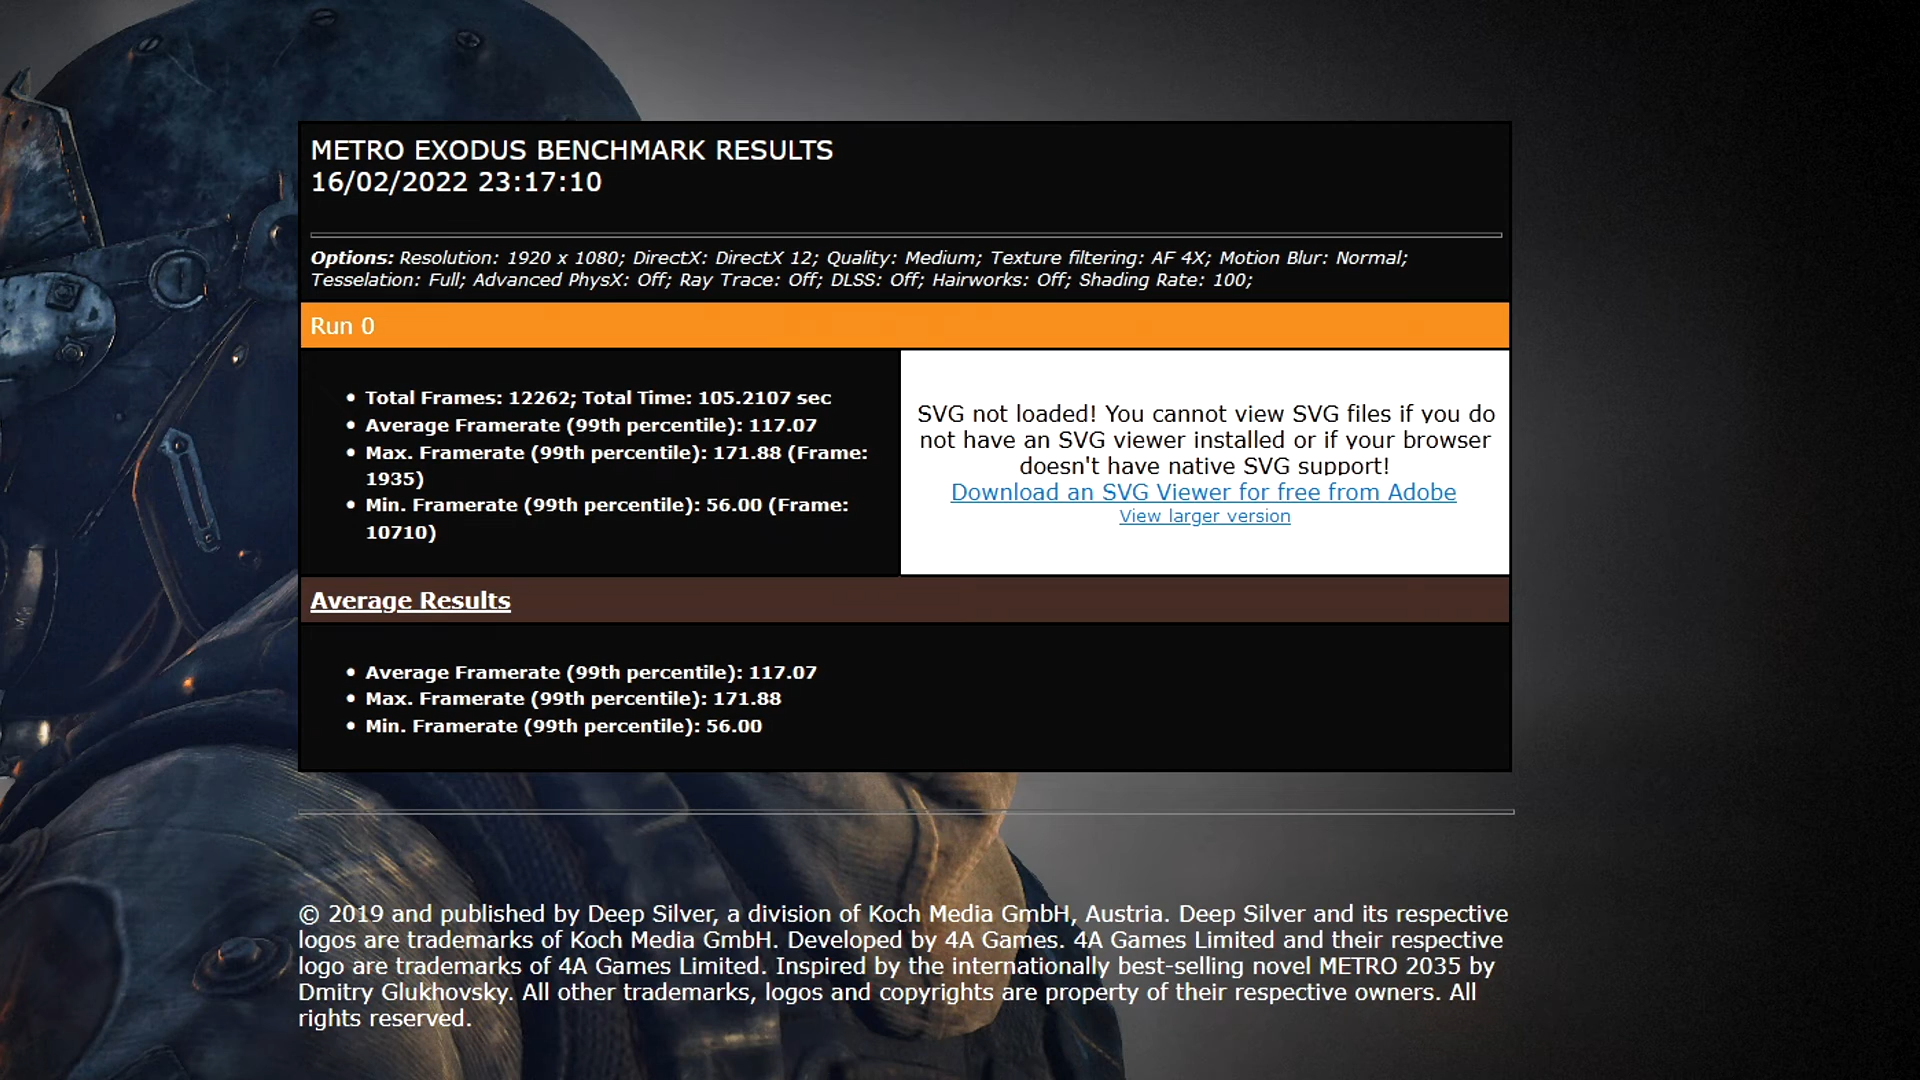 METRO EXODUS BENCHMARK RESULTS
16/02/2022 23:17:10
Options: Resolution: 1920 x 1080; DirectX: DirectX 12; Quality: Medium; Texture filtering: AF 4X; Motion Blur: Normal;
Tesselation: Full; Advanced PhysX: Off; Ray Trace: Off; DLSS: Off; Hairworks: Off; Shading Rate: 100;
Run 0
• Total Frames: 12262; Total Time: 105.2107 sec
• Average Framerate (99th percentile): 117.07
• Max. Framerate (99th percentile): 171.88 (Frame:
1935)
• Min. Framerate (99th percentile): 56.00 (Frame:
10710)
SVG not loaded! You cannot view SVG files if you do
not have an SVG viewer installed or if your browser
doesn't have native SVG support!
Download an SVG Viewer for free from Adobe
View larger version
Average Results
• Average Framerate (99th percentile): 117.07
• Max. Framerate (99th percentile): 171.88
• Min. Framerate (99th percentile): 56.00
© 2019 and published by Deep Silver, a division of Koch Media GmbH, Austria. Deep Silver and its respective
logos are trademarks of Koch Media GmbH. Developed by 4A Games. 4A Games Limited and their respective
logo are trademarks of 4A Games Limited. Inspired by the internationally best-selling novel METRO 2035 by
Dmitry Glukhovsky. All other trademarks, logos and copyrights are property of their respective owners. All
rights reserved.